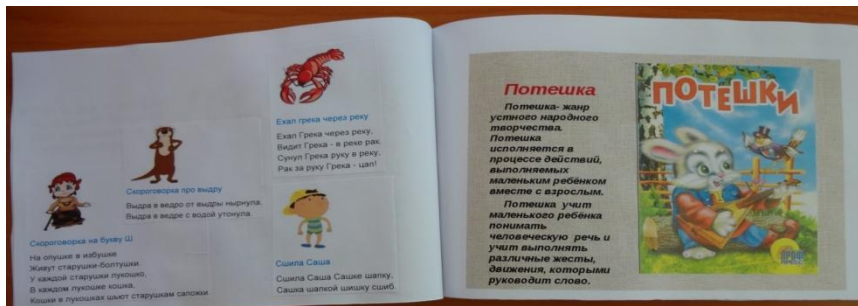 Ехал грека через реку
Ехал Грека через реку,
Видит Грека - в реке рак.
Сунул Грека руку в реку,
Рак за руку Грека - цап!
Скороговорка про выдру
Выдра в ведро от выдры нырнула.
Выдра в ведре с водой утонула.
Скороговорка на букву Ш
На опушке в избушке
Живут старушки-болтушки.
У каждой старушки лукошко,
В каждом лукошке кошка,
Кошки в лукошках шьют старушкам сапожки.
Сшила Саша
Сшила Саша Сашке шапку,
Сашка шапкой шишку сшиб.
Потешка
Потешка- жанр
устного народного
творчества.
Потешка
исполняется в
процессе действий,
выполняемых
маленьким ребёнком
вместе с взрослым.
Потешка учит
маленького ребёнка
понимать
человеческую речь и
учит выполнять
различные жесты,
движения, которыми
руководит слово.
ПОТЕШКИ